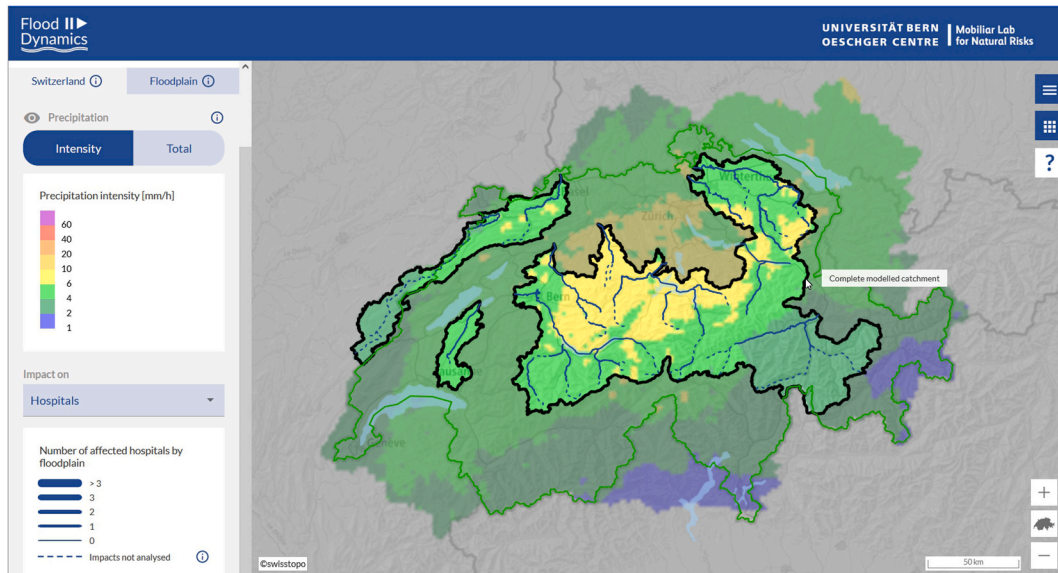 Flood
Dynamics
UNIVERSITÄT BERN
OESCHGER CENTRE
Mobiliar Lab
for Natural Risks
Switzerland
Floodplain
Precipitation
Intensity
Total
Precipitation intensity [mm/h]
60
40
20
10
6
4
2
1
Impact on
Hospitals
Number of affected hospitals by
floodplain
> 3
3
2
1
0
Impacts not analysed
Zürich
Bern
Genève
Complete modelled catchment
?
+
−
©swisstopo
50 km